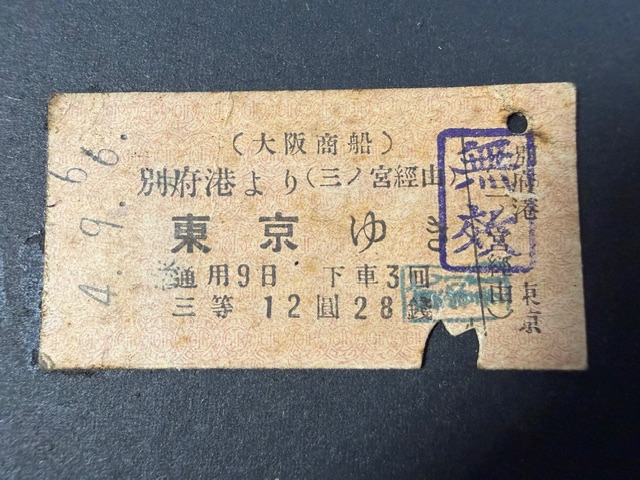 (大阪商船)
別府港より(三ノ宮經由)
東京ゆき
通用9日 下車3回
三等 12圓28錢
4.9.6
無效
別府港
東京
宮經由)